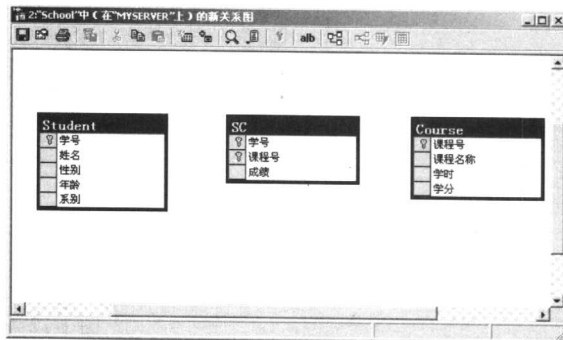 2:"School"中(在"MYSERVER"上)的新关系图
a|b
Student
学号
姓名
性别
年龄
系别
SC
学号
课程号
成绩
Course
课程号
课程名称
学时
学分